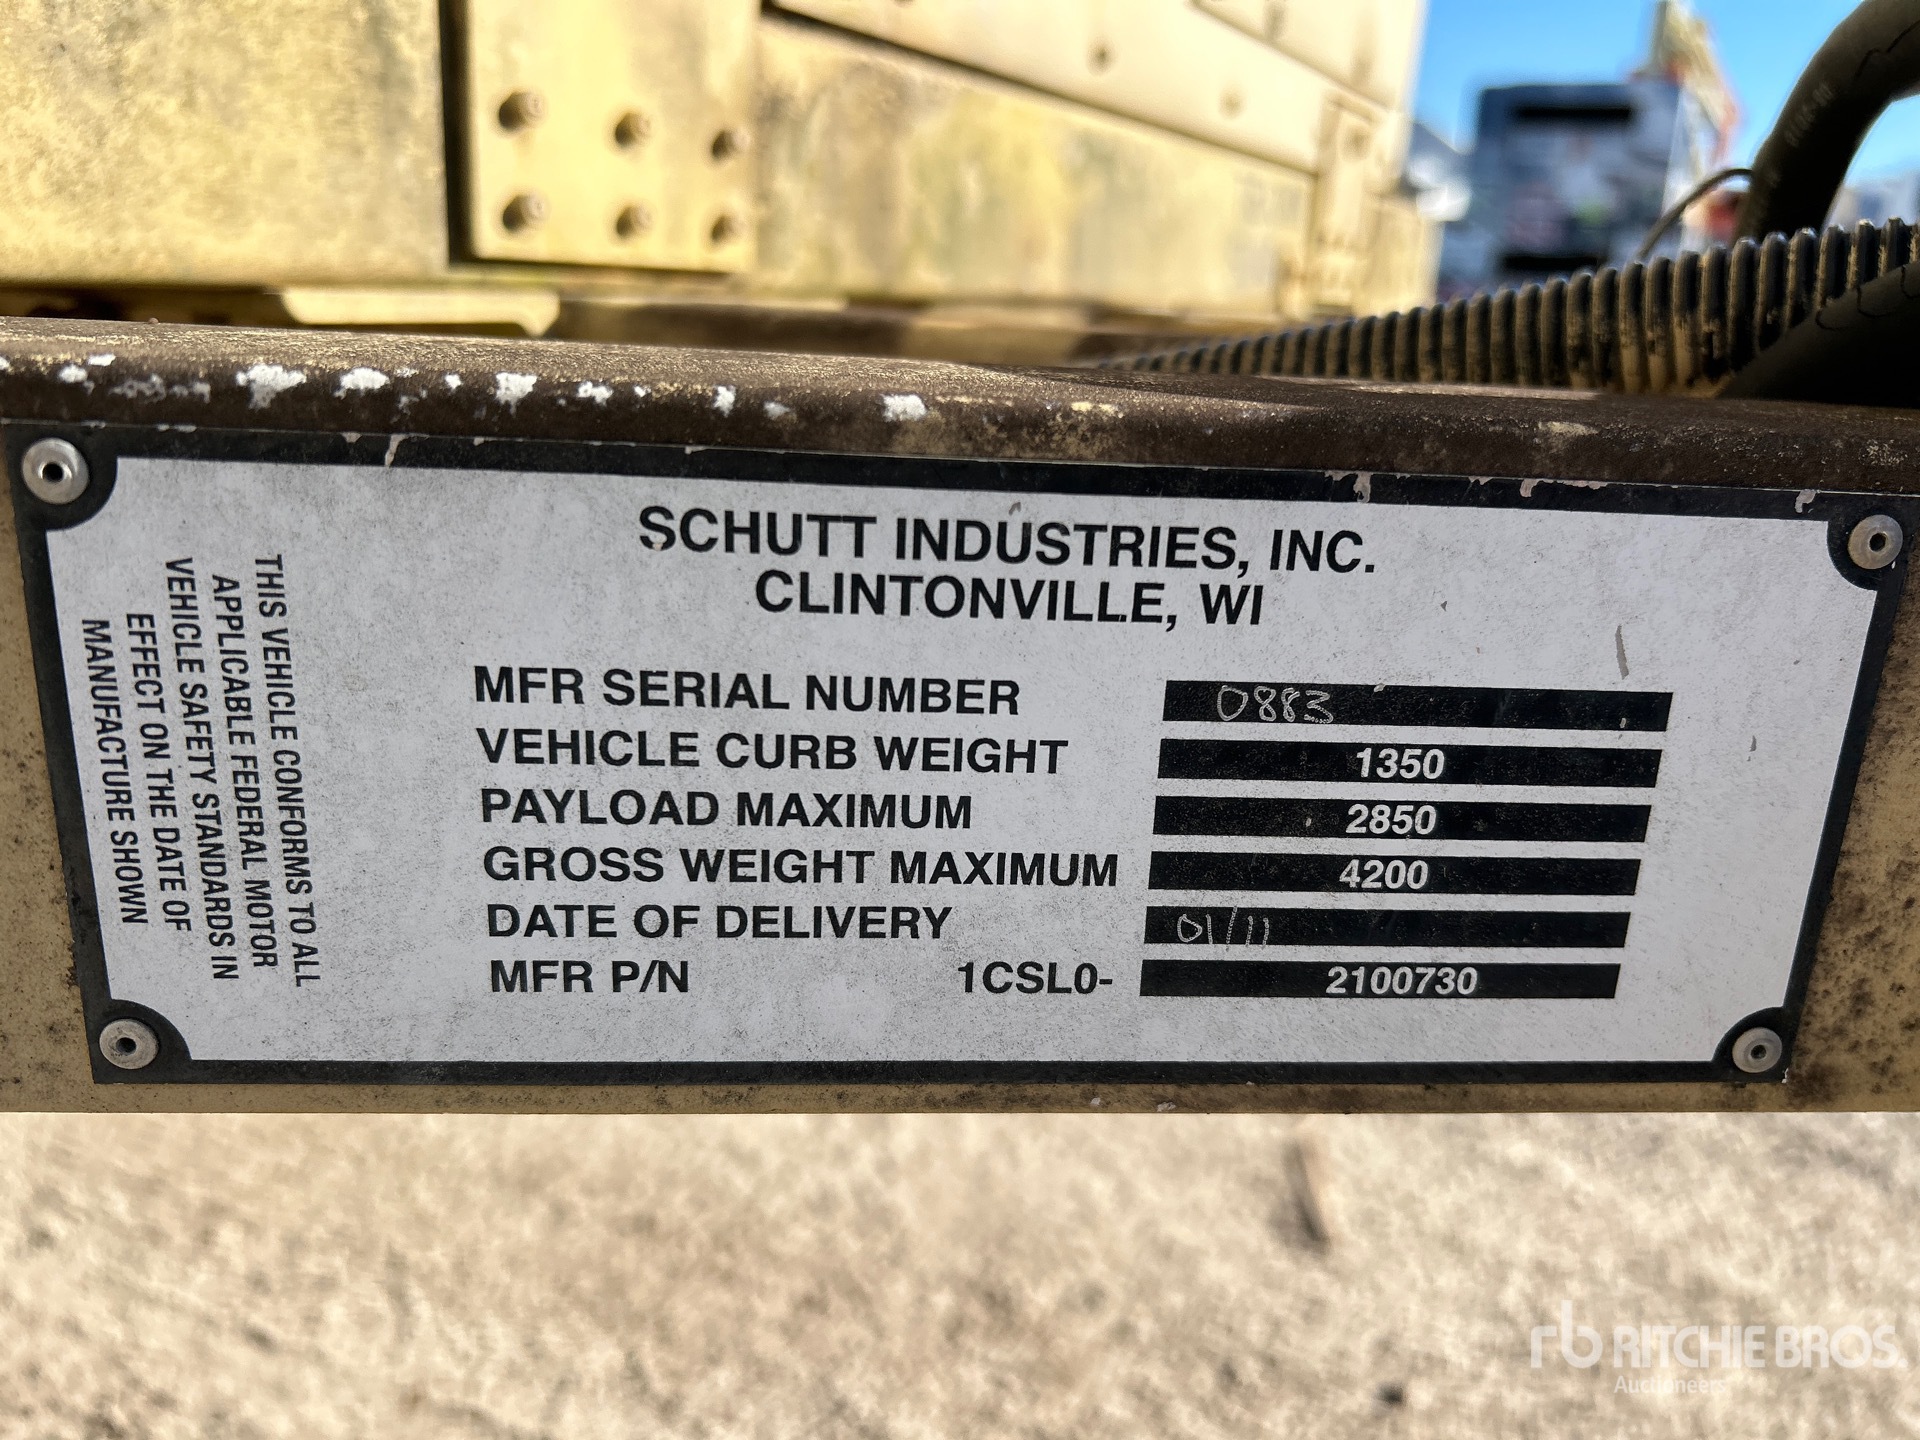 SCHUTT INDUSTRIES, INC.
CLINTONVILLE, WI
MFR SERIAL NUMBER 0883
VEHICLE CURB WEIGHT 1350
PAYLOAD MAXIMUM 2850
GROSS WEIGHT MAXIMUM 4200
DATE OF DELIVERY 01/11
MFR P/N 1CSL0- 2100730
THIS VEHICLE CONFORMS TO ALL
APPLICABLE FEDERAL MOTOR
VEHICLE SAFETY STANDARDS IN
EFFECT ON THE DATE OF
MANUFACTURE SHOWN
rb RITCHIE BROS.
Auctioneers